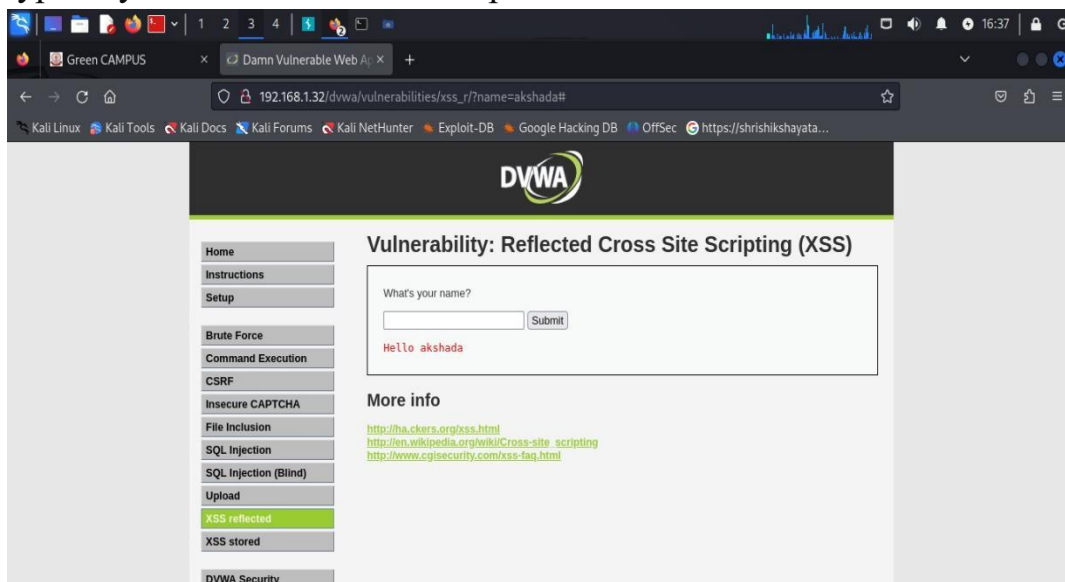 1 2 3 4
16:37
Green CAMPUS
Damn Vulnerable Web Ap
192.168.1.32/dvwa/vulnerabilities/xss_r/?name=akshada#
Kali Linux Kali Tools Kali Docs Kali Forums Kali NetHunter Exploit-DB Google Hacking DB OffSec https://shrishikshayata...
DVWA
Vulnerability: Reflected Cross Site Scripting (XSS)
Home
Instructions
Setup
Brute Force
Command Execution
CSRF
Insecure CAPTCHA
File Inclusion
SQL Injection
SQL Injection (Blind)
Upload
XSS reflected
XSS stored
DVWA Security
What's your name?
Submit
Hello akshada
More info
http://ha.ckers.org/xss.html
http://en.wikipedia.org/wiki/Cross-site_scripting
http://www.cgisecurity.com/xss-faq.html